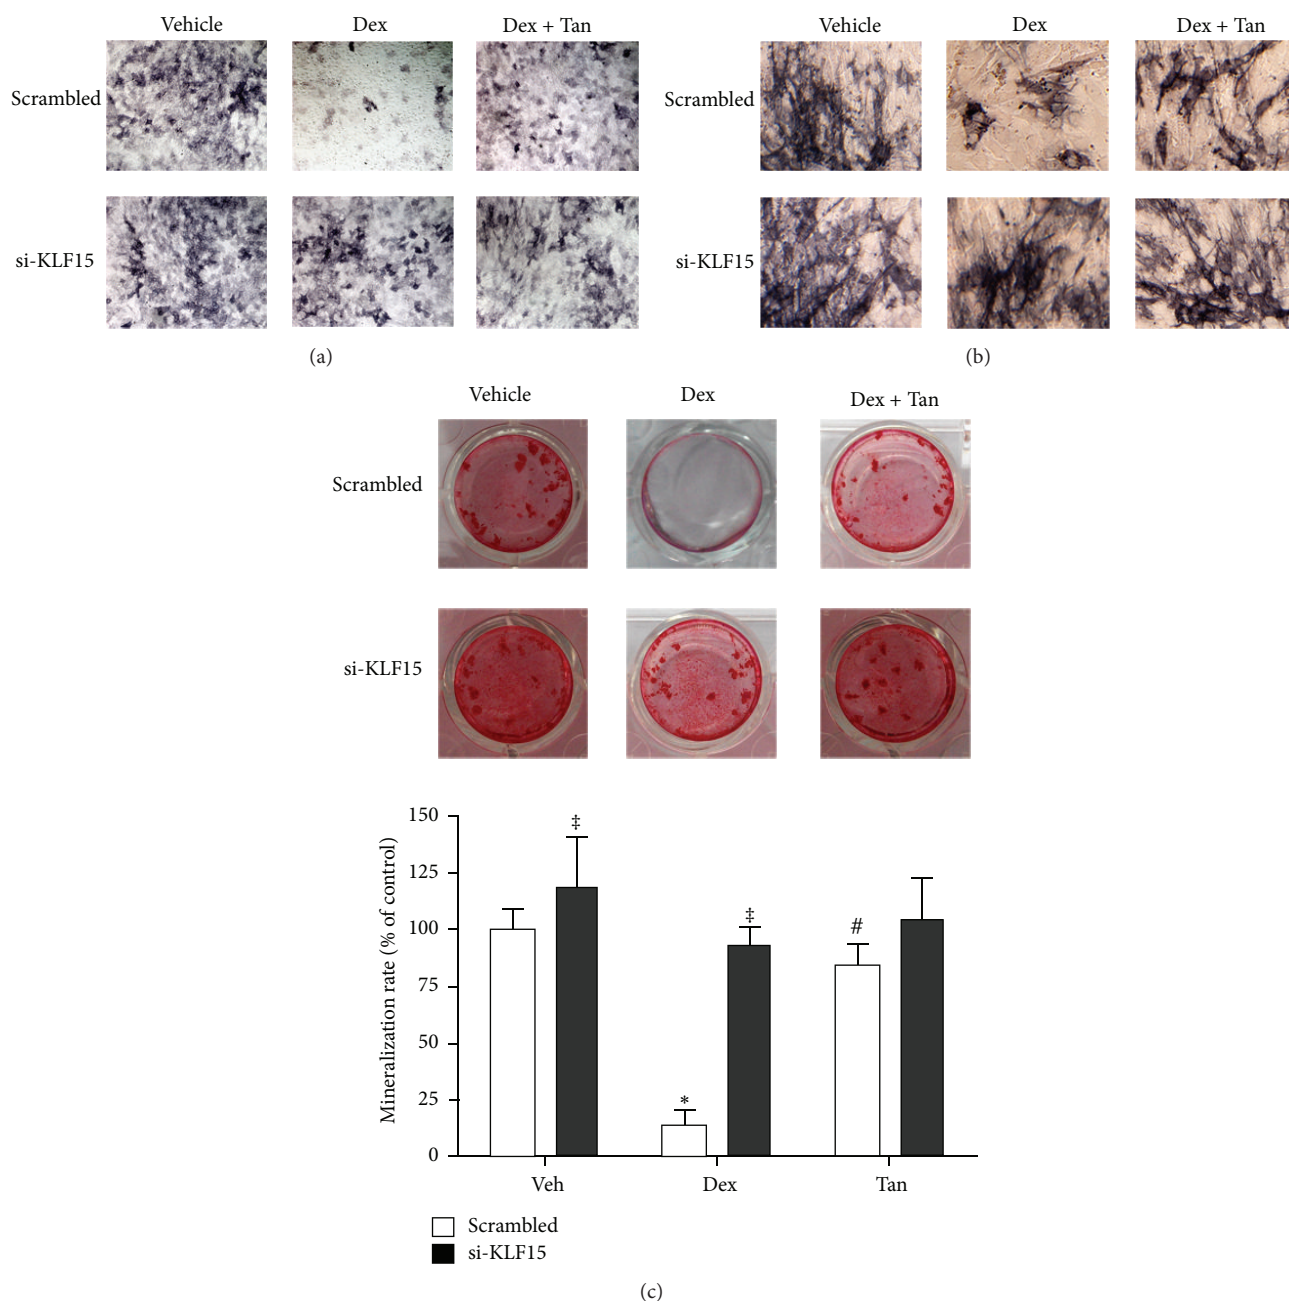 Vehicle Dex Dex + Tan
Scrambled
si-KLF15
(a)
Vehicle Dex Dex + Tan
Scrambled
si-KLF15
(b)
Vehicle Dex Dex + Tan
Scrambled
si-KLF15
Mineralization rate (% of control)
150
125
100
75
50
25
0
‡
*
‡
#
Veh Dex Tan
Scrambled
si-KLF15
(c)